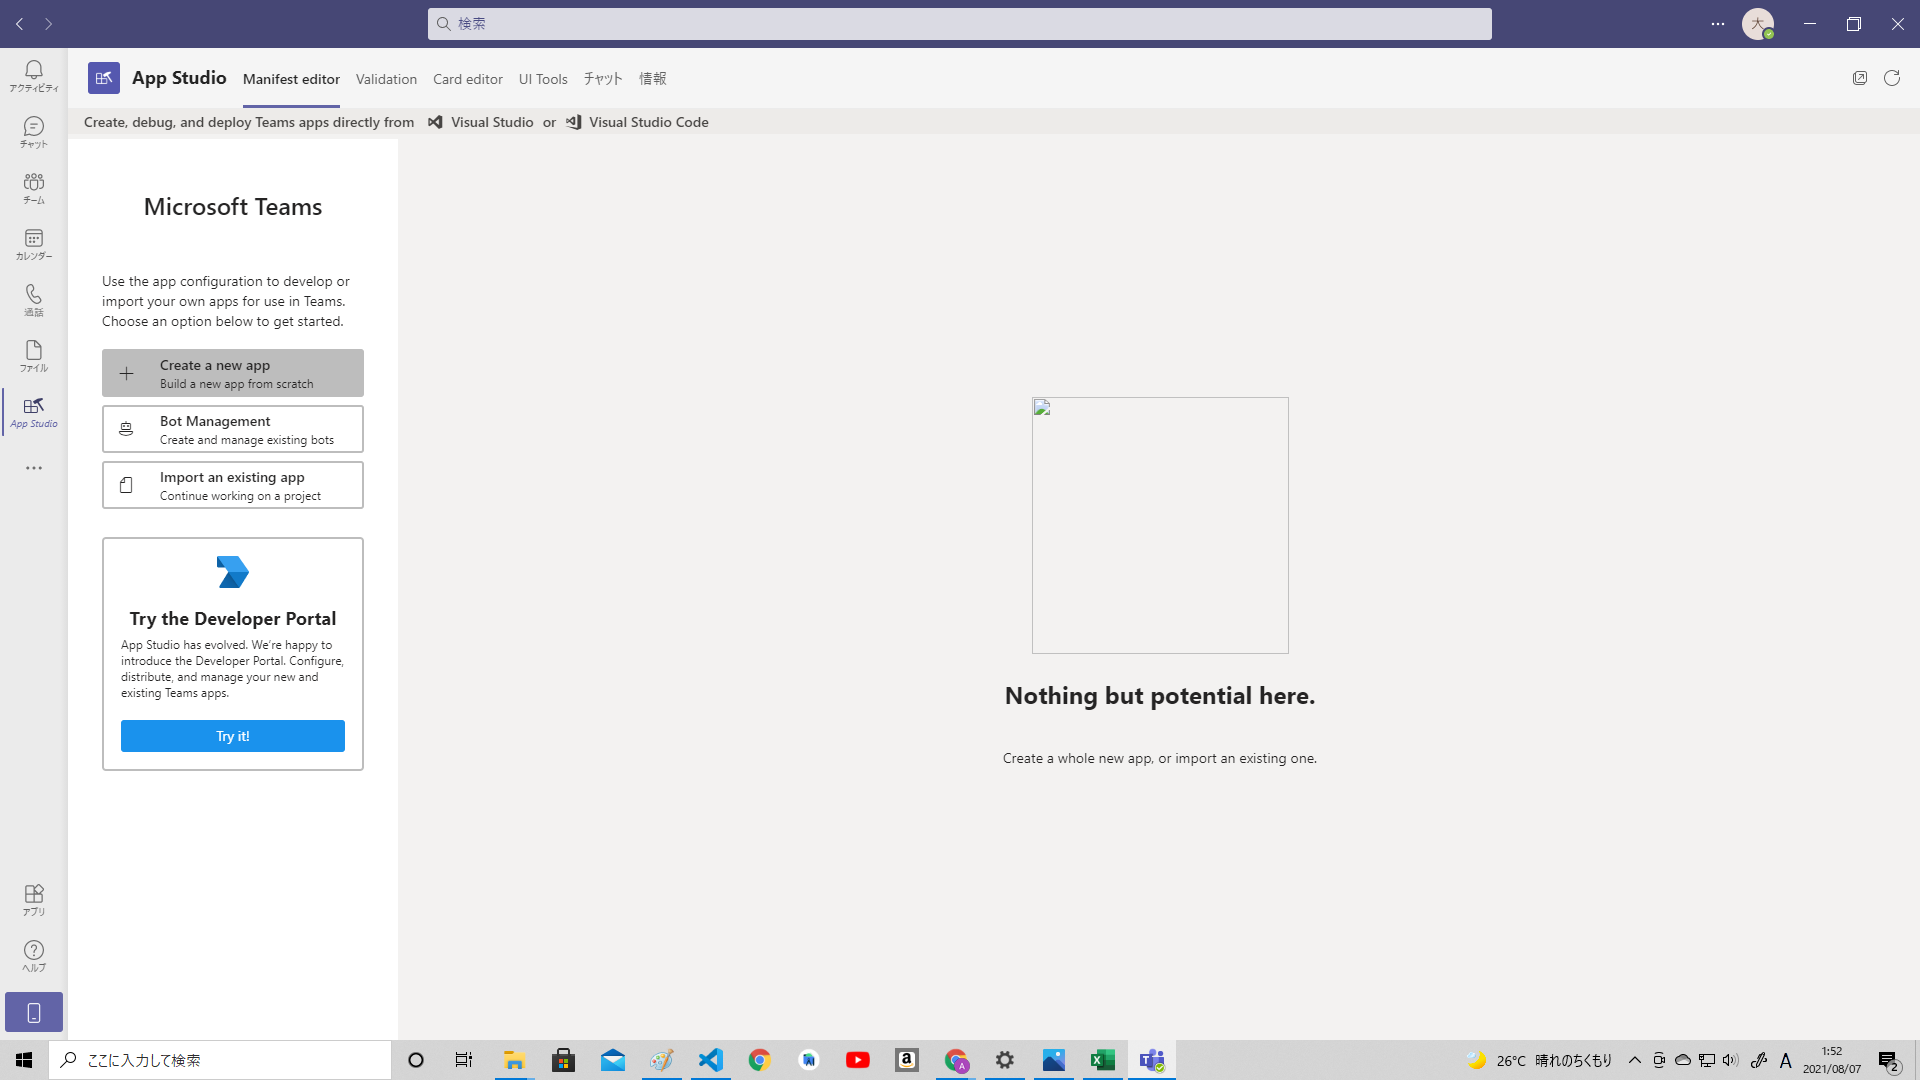 検索
大
アクティビティ
チャット
チーム
カレンダー
通話
ファイル
App Studio
アプリ
ヘルプ
App Studio
Manifest editor
Validation
Card editor
UI Tools
チャット
情報
Create, debug, and deploy Teams apps directly from Visual Studio or Visual Studio Code
Microsoft Teams
Use the app configuration to develop or
import your own apps for use in Teams.
Choose an option below to get started.
Create a new app
Build a new app from scratch
Bot Management
Create and manage existing bots
Import an existing app
Continue working on a project
Try the Developer Portal
App Studio has evolved. We're happy to
introduce the Developer Portal. Configure,
distribute, and manage your new and
existing Teams apps.
Try it!
Nothing but potential here.
Create a whole new app, or import an existing one.
ここに入力して検索
26°C 晴れのちくもり
A
1:52
2021/08/07
2